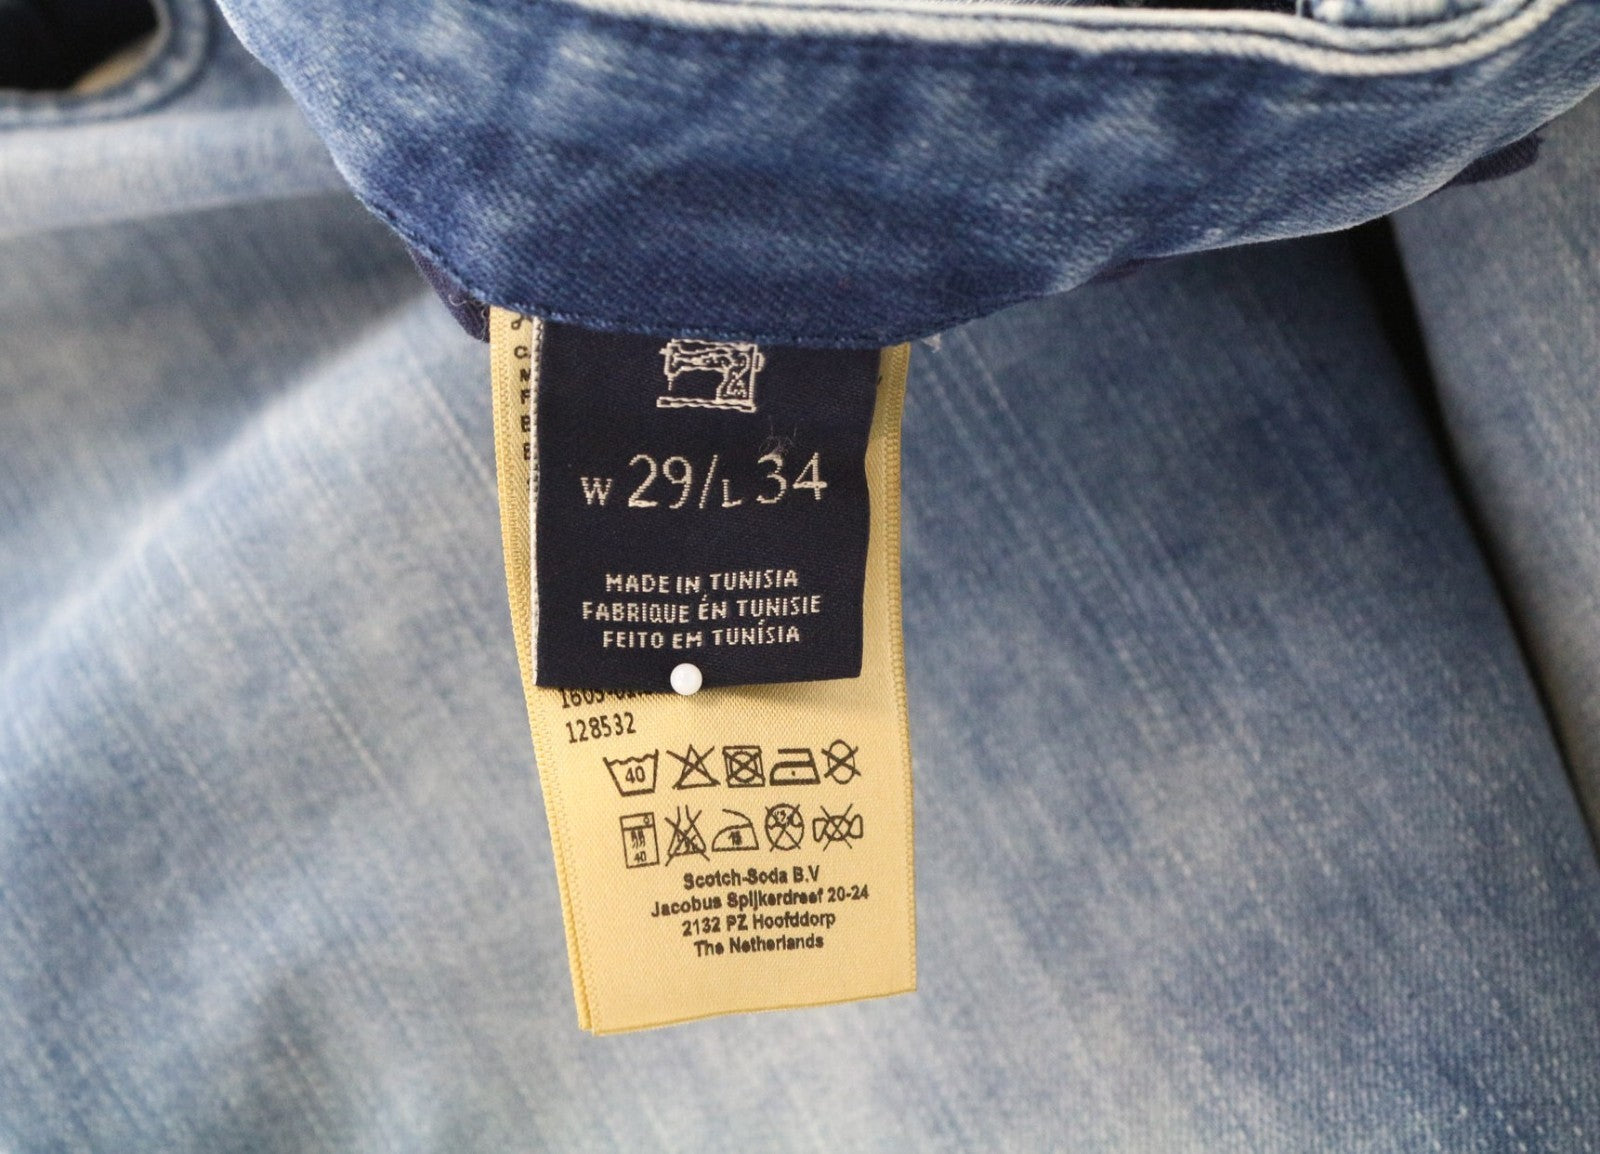 W 29/L 34
MADE IN TUNISIA
FABRIQUE ÉN TUNISIE
FEITO EM TUNÍSIA
128532
40
40
Scotch-Soda B.V
Jacobus Spijkerdreef 20-24
2132 PZ Hoofddorp
The Netherlands